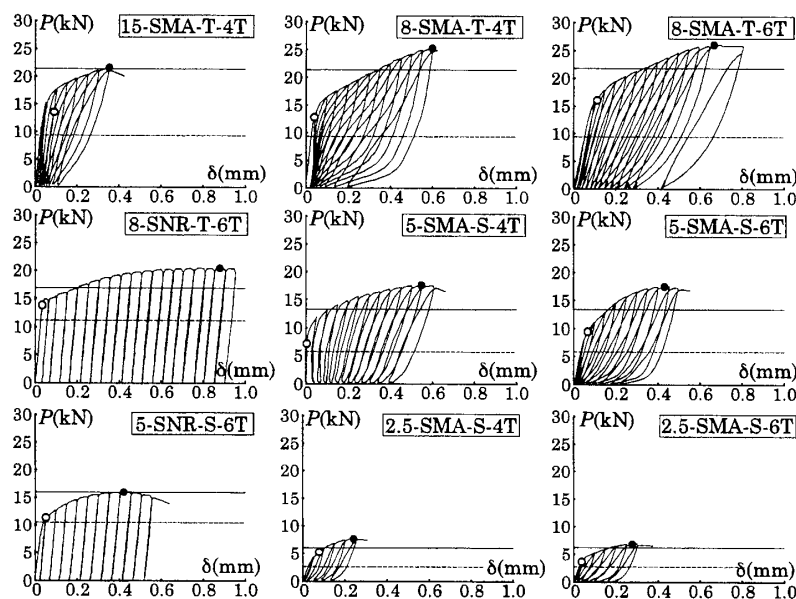 P(kN) 15-SMA-T-4T
30
25
20
15
10
5
0
δ(mm)
0 0.2 0.4 0.6 0.8 1.0
P(kN) 8-SMA-T-4T
30
25
20
15
10
5
0
δ(mm)
0 0.2 0.4 0.6 0.8 1.0
P(kN) 8-SMA-T-6T
30
25
20
15
10
5
0
δ(mm)
0 0.2 0.4 0.6 0.8 1.0
P(kN) 8-SNR-T-6T
30
25
20
15
10
5
0
δ(mm)
0 0.2 0.4 0.6 0.8 1.0
P(kN) 5-SMA-S-4T
30
25
20
15
10
5
0
δ(mm)
0 0.2 0.4 0.6 0.8 1.0
P(kN) 5-SMA-S-6T
30
25
20
15
10
5
0
δ(mm)
0 0.2 0.4 0.6 0.8 1.0
P(kN) 5-SNR-S-6T
30
25
20
15
10
5
0
δ(mm)
0 0.2 0.4 0.6 0.8 1.0
P(kN) 2.5-SMA-S-4T
30
25
20
15
10
5
0
δ(mm)
0 0.2 0.4 0.6 0.8 1.0
P(kN) 2.5-SMA-S-6T
30
25
20
15
10
5
0
δ(mm)
0 0.2 0.4 0.6 0.8 1.0